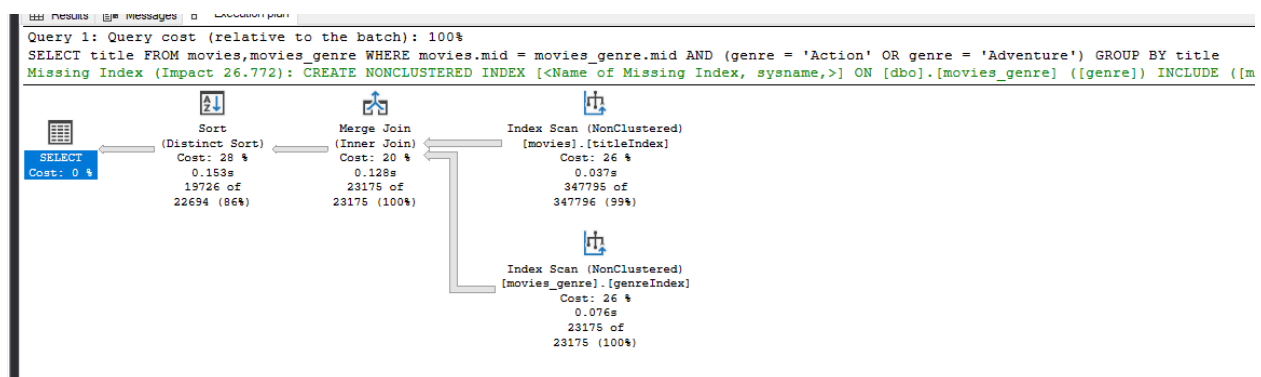 Results Messages Execution plan
Query 1: Query cost (relative to the batch): 100%
SELECT title FROM movies,movies_genre WHERE movies.mid = movies_genre.mid AND (genre = 'Action' OR genre = 'Adventure') GROUP BY title
Missing Index (Impact 26.772): CREATE NONCLUSTERED INDEX [<Name of Missing Index, sysname,>] ON [dbo].[movies_genre] ([genre]) INCLUDE ([m
SELECT
Cost: 0 %
Sort
(Distinct Sort)
Cost: 28 %
0.153s
19726 of
22694 (86%)
Merge Join
(Inner Join)
Cost: 20 %
0.128s
23175 of
23175 (100%)
Index Scan (NonClustered)
[movies].[titleIndex]
Cost: 26 %
0.037s
347795 of
347796 (99%)
Index Scan (NonClustered)
[movies_genre].[genreIndex]
Cost: 26 %
0.076s
23175 of
23175 (100%)